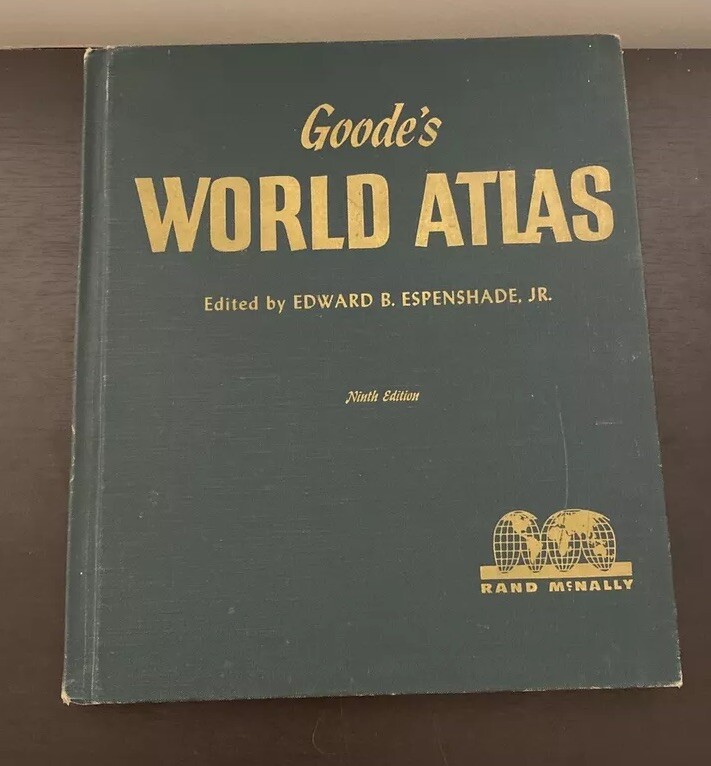 Goode's
WORLD ATLAS
Edited by EDWARD B. ESPENSHADE, JR.
Ninth Edition
RAND McNALLY